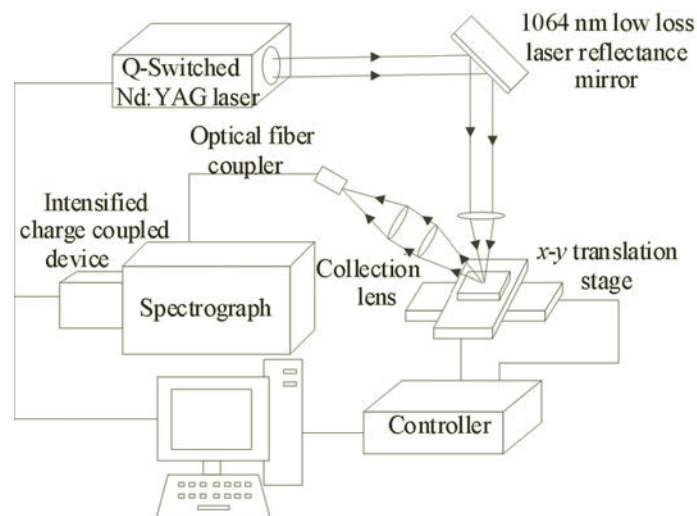 1064 nm low loss
laser reflectance
mirror
Q-Switched
Nd:YAG laser
Optical fiber
coupler
Intensified
charge coupled
device
x-y translation
stage
Collection
lens
Spectrograph
Controller